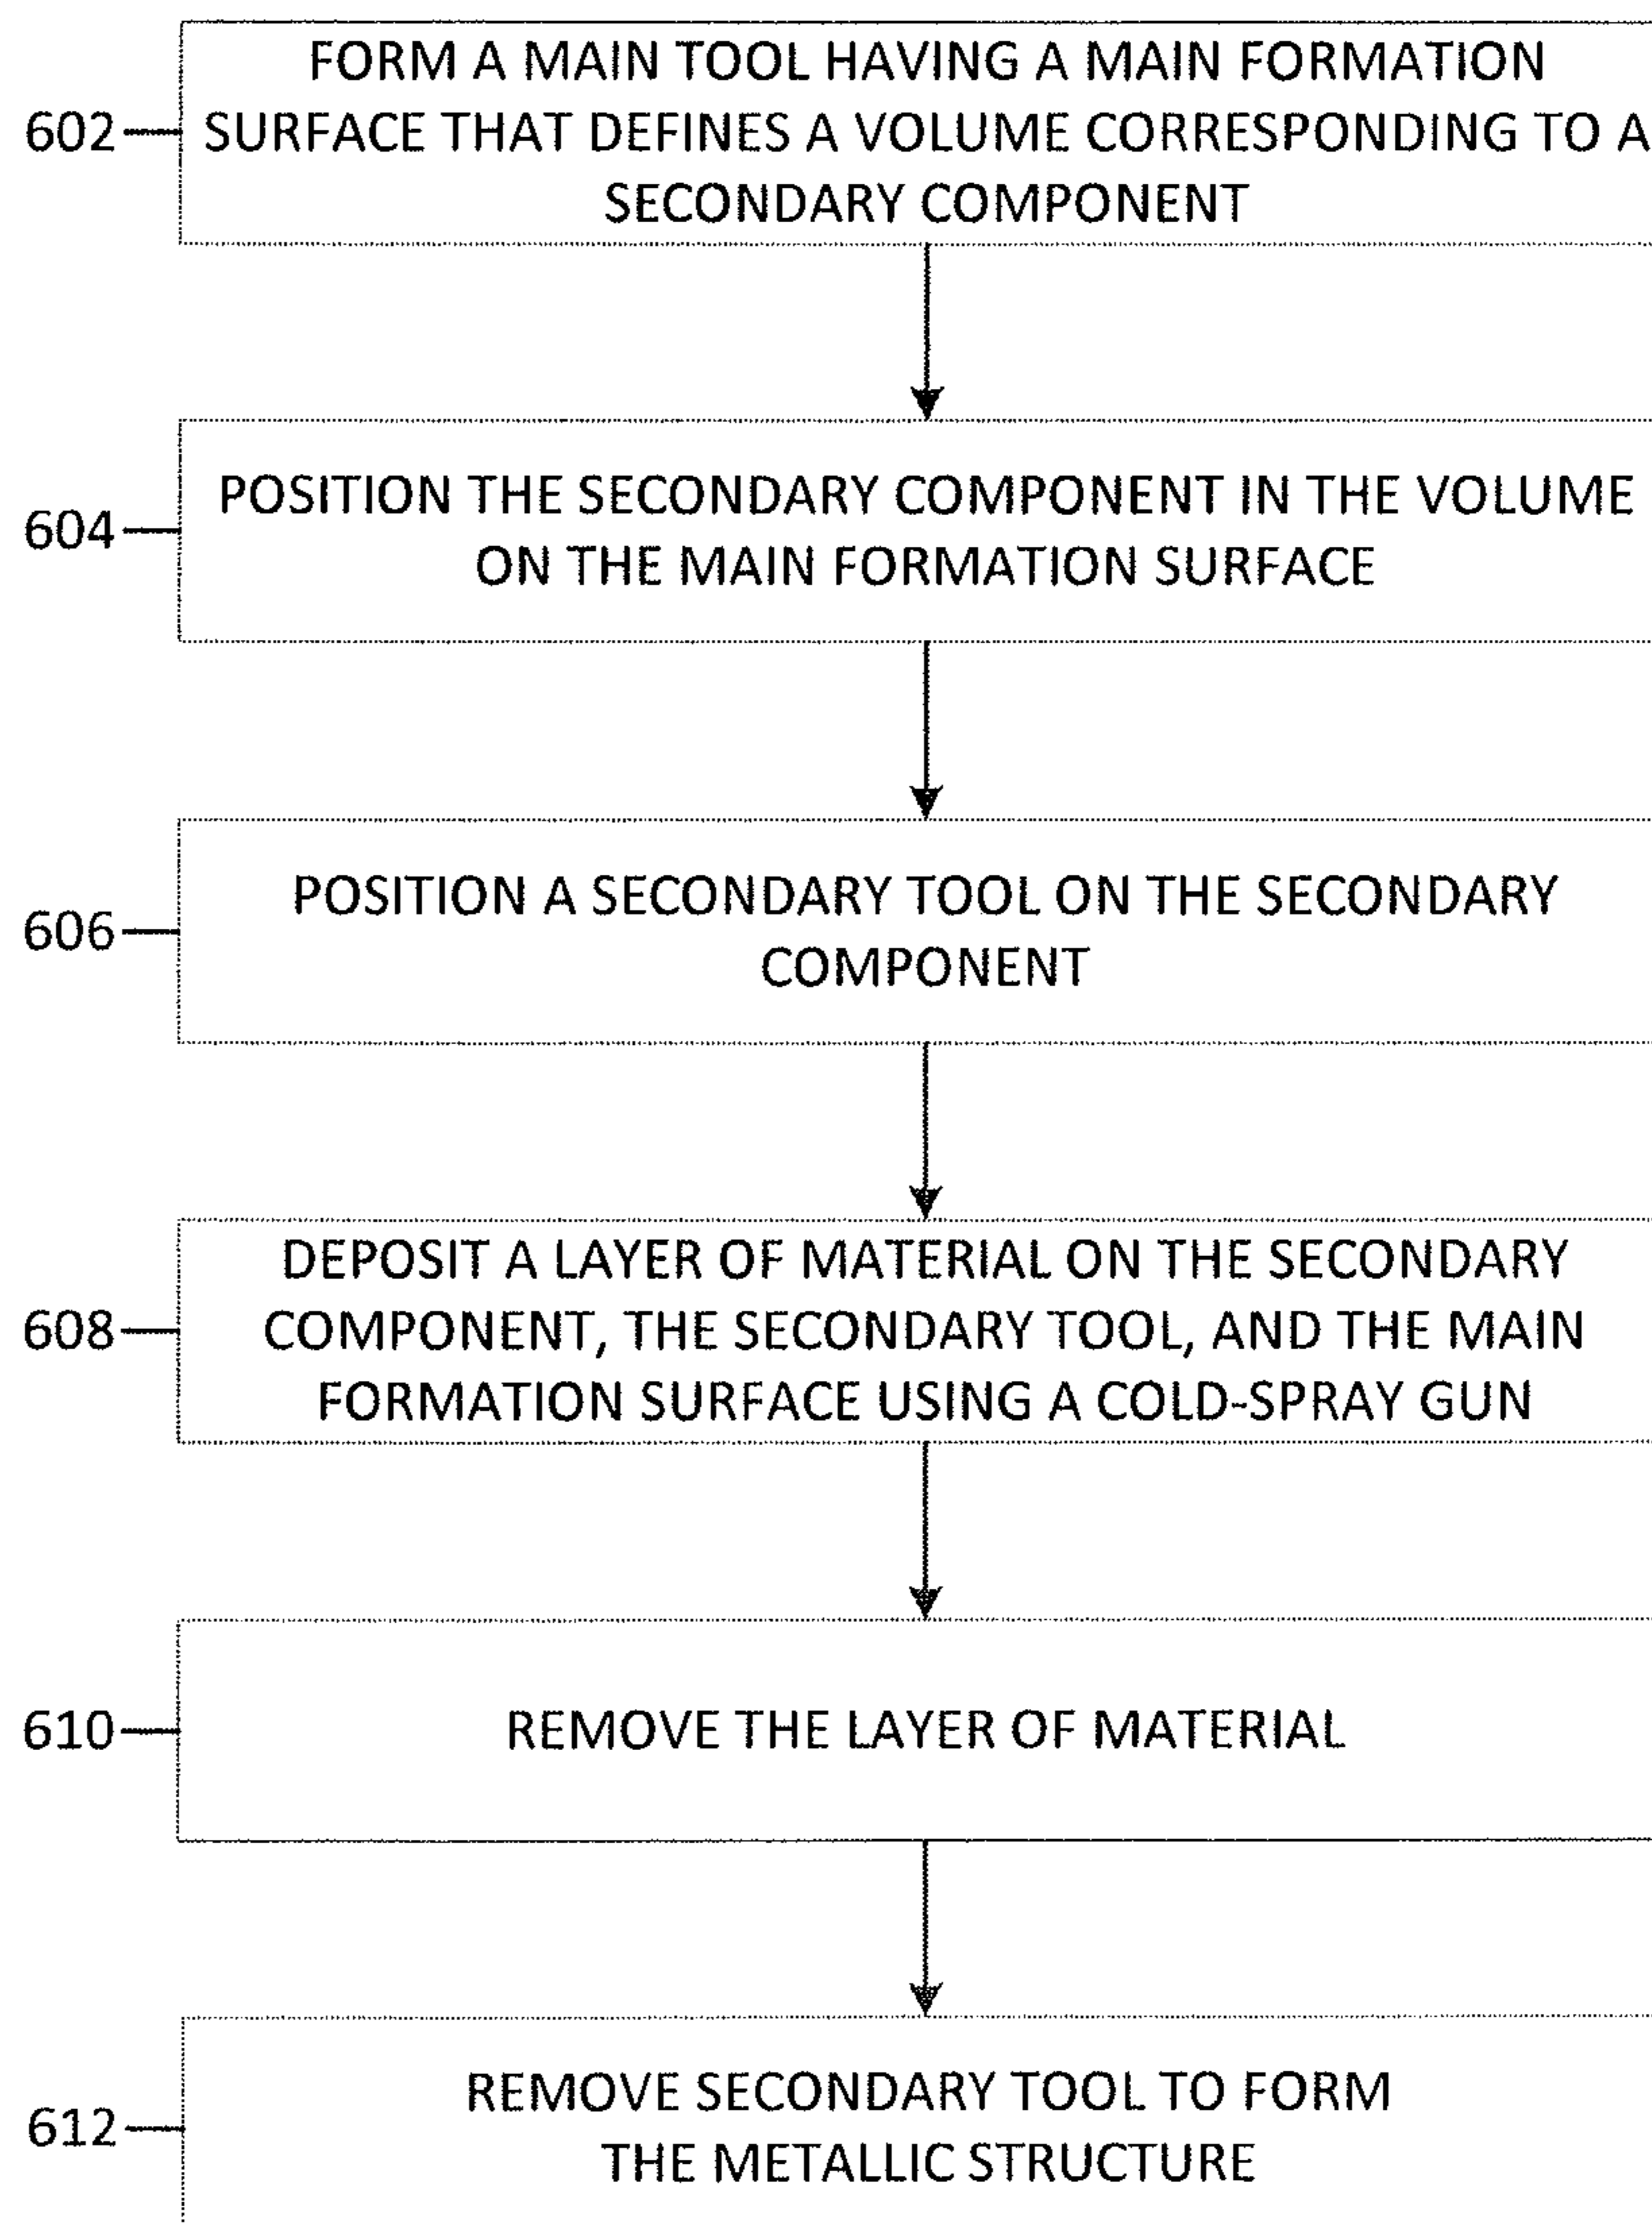 FORM A MAIN TOOL HAVING A MAIN FORMATION
602 SURFACE THAT DEFINES A VOLUME CORRESPONDING TO A
SECONDARY COMPONENT
POSITION THE SECONDARY COMPONENT IN THE VOLUME
604
ON THE MAIN FORMATION SURFACE
POSITION A SECONDARY TOOL ON THE SECONDARY
606
COMPONENT
DEPOSIT A LAYER OF MATERIAL ON THE SECONDARY
608 COMPONENT, THE SECONDARY TOOL, AND THE MAIN
FORMATION SURFACE USING A COLD-SPRAY GUN
610 REMOVE THE LAYER OF MATERIAL
REMOVE SECONDARY TOOL TO FORM
612
THE METALLIC STRUCTURE